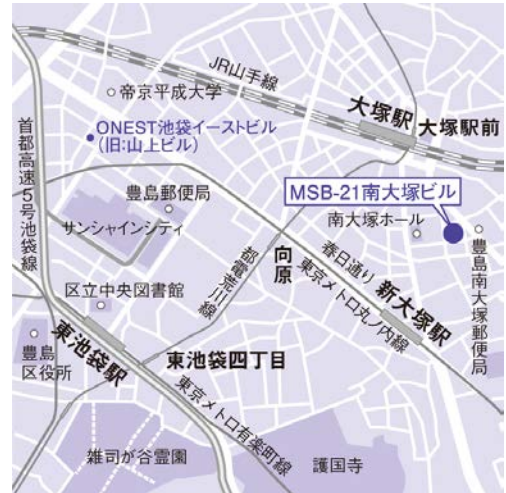 JR山手線
帝京平成大学
大塚駅
大塚駅前
ONEST池袋イーストビル
(旧:山上ビル)
首都高速5号池袋線
MSB-21南大塚ビル
豊島郵便局
南大塚ホール
サンシャインシティ
都電荒川線
向原
春日通り
東京メトロ丸ノ内線
新大塚駅
豊島南大塚郵便局
区立中央図書館
東池袋駅
豊島
区役所
東池袋四丁目
東京メトロ有楽町線
雑司が谷霊園
護国寺